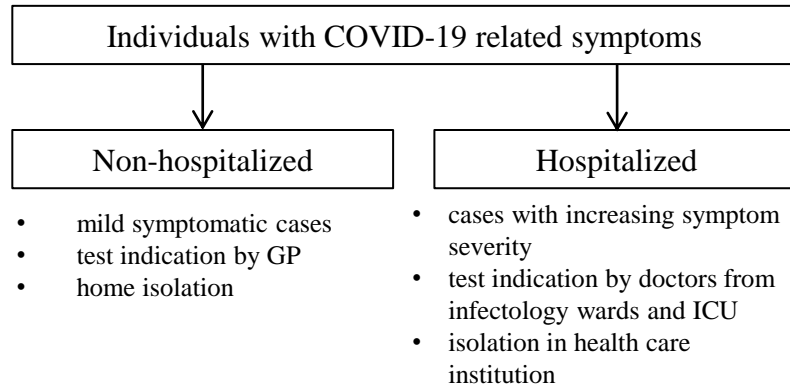 Individuals with COVID-19 related symptoms
Non-hospitalized
• mild symptomatic cases
• test indication by GP
• home isolation
Hospitalized
• cases with increasing symptom
severity
• test indication by doctors from
infectology wards and ICU
• isolation in health care
institution